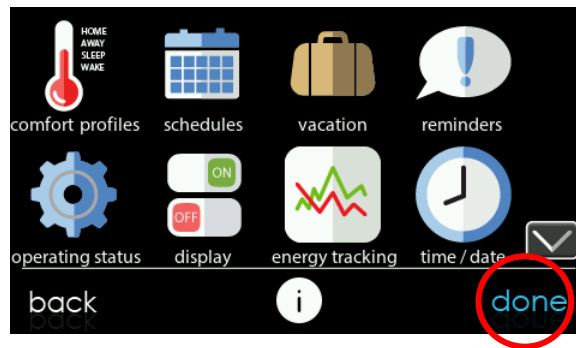 HOME
AWAY
SLEEP
WAKE
comfort profiles schedules vacation reminders
ON
OFF
operating status display energy tracking time / date
back i done